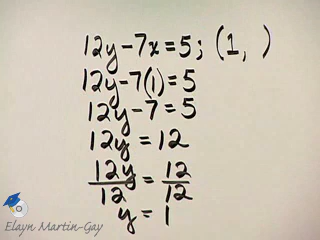 12y-7x=5; (1, )
12y-7(1)=5
12y-7=5
12y=12
12y/12=12/12
y=1
Elayn Martin-Gay